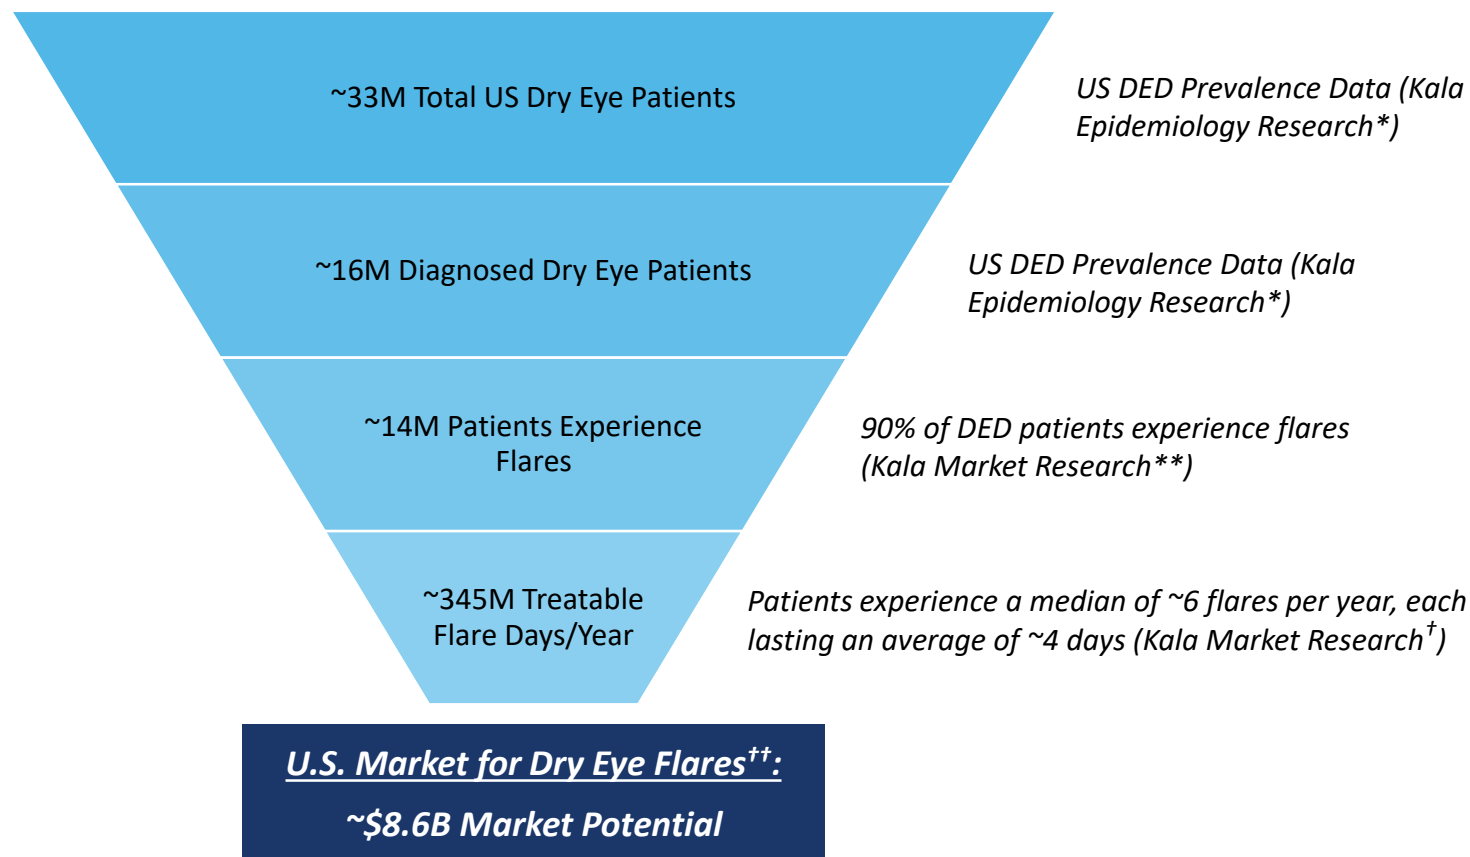 ~33M Total US Dry Eye Patients
US DED Prevalence Data (Kala
Epidemiology Research*)
~16M Diagnosed Dry Eye Patients
US DED Prevalence Data (Kala
Epidemiology Research*)
~14M Patients Experience
Flares
90% of DED patients experience flares
(Kala Market Research**)
~345M Treatable
Flare Days/Year
Patients experience a median of ~6 flares per year, each
lasting an average of ~4 days (Kala Market Research†)
U.S. Market for Dry Eye Flares††:
~$8.6B Market Potential